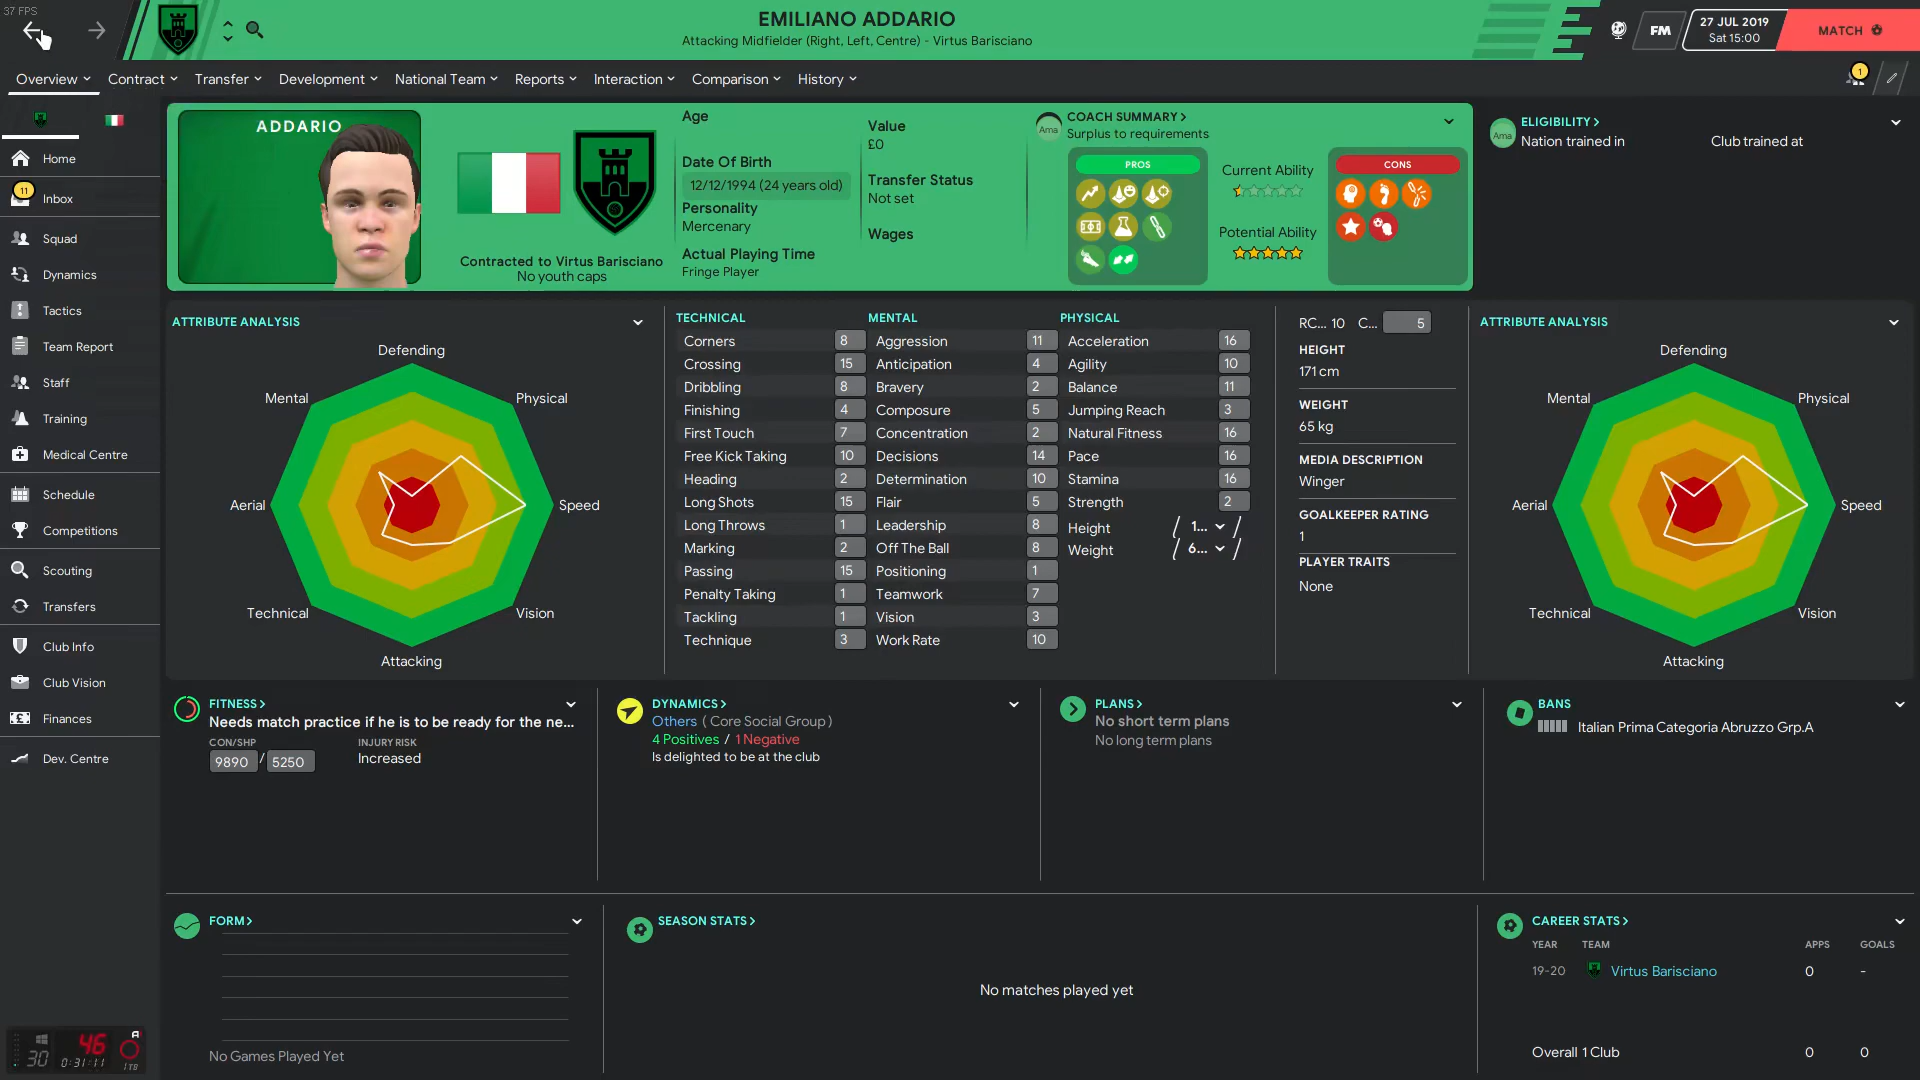 37 FPS
EMILIANO ADDARIO
Attacking Midfielder (Right, Left, Centre) - Virtus Barisciano
FM
27 JUL 2019
Sat 15:00
MATCH
Overview
Contract
Transfer
Development
National Team
Reports
Interaction
Comparison
History
1
Home
11
Inbox
Squad
Dynamics
Tactics
Team Report
Staff
Training
Medical Centre
Schedule
Competitions
Scouting
Transfers
Club Info
Club Vision
Finances
Dev. Centre
ADDARIO
Contracted to Virtus Barisciano
No youth caps
Age
Date Of Birth
12/12/1994 (24 years old)
Personality
Mercenary
Actual Playing Time
Fringe Player
Value
£0
Transfer Status
Not set
Wages
Ama
COACH SUMMARY >
Surplus to requirements
PROS
Current Ability
Potential Ability
CONS
Ama
ELIGIBILITY >
Nation trained in
Club trained at
ATTRIBUTE ANALYSIS
Defending
Mental
Physical
Aerial
Speed
Technical
Vision
Attacking
TECHNICAL
Corners 8
Crossing 15
Dribbling 8
Finishing 4
First Touch 7
Free Kick Taking 10
Heading 2
Long Shots 15
Long Throws 1
Marking 2
Passing 15
Penalty Taking 1
Tackling 1
Technique 3
MENTAL
Aggression 11
Anticipation 4
Bravery 2
Composure 5
Concentration 2
Decisions 14
Determination 10
Flair 5
Leadership 8
Off The Ball 8
Positioning 1
Teamwork 7
Vision 3
Work Rate 10
PHYSICAL
Acceleration 16
Agility 10
Balance 11
Jumping Reach 3
Natural Fitness 16
Pace 16
Stamina 16
Strength 2
Height / 1... /
Weight / 6... /
RC... 10 C... 5
HEIGHT
171 cm
WEIGHT
65 kg
MEDIA DESCRIPTION
Winger
GOALKEEPER RATING
1
PLAYER TRAITS
None
ATTRIBUTE ANALYSIS
Defending
Mental
Physical
Aerial
Speed
Technical
Vision
Attacking
FITNESS >
Needs match practice if he is to be ready for the ne...
CON/SHP
9890 / 5250
INJURY RISK
Increased
DYNAMICS >
Others ( Core Social Group )
4 Positives / 1 Negative
Is delighted to be at the club
PLANS >
No short term plans
No long term plans
BANS
Italian Prima Categoria Abruzzo Grp.A
FORM >
No Games Played Yet
SEASON STATS >
No matches played yet
CAREER STATS >
YEAR TEAM APPS GOALS
19-20 Virtus Barisciano 0 -
Overall 1 Club 0 0
30
46
0:31:11
A
1TB